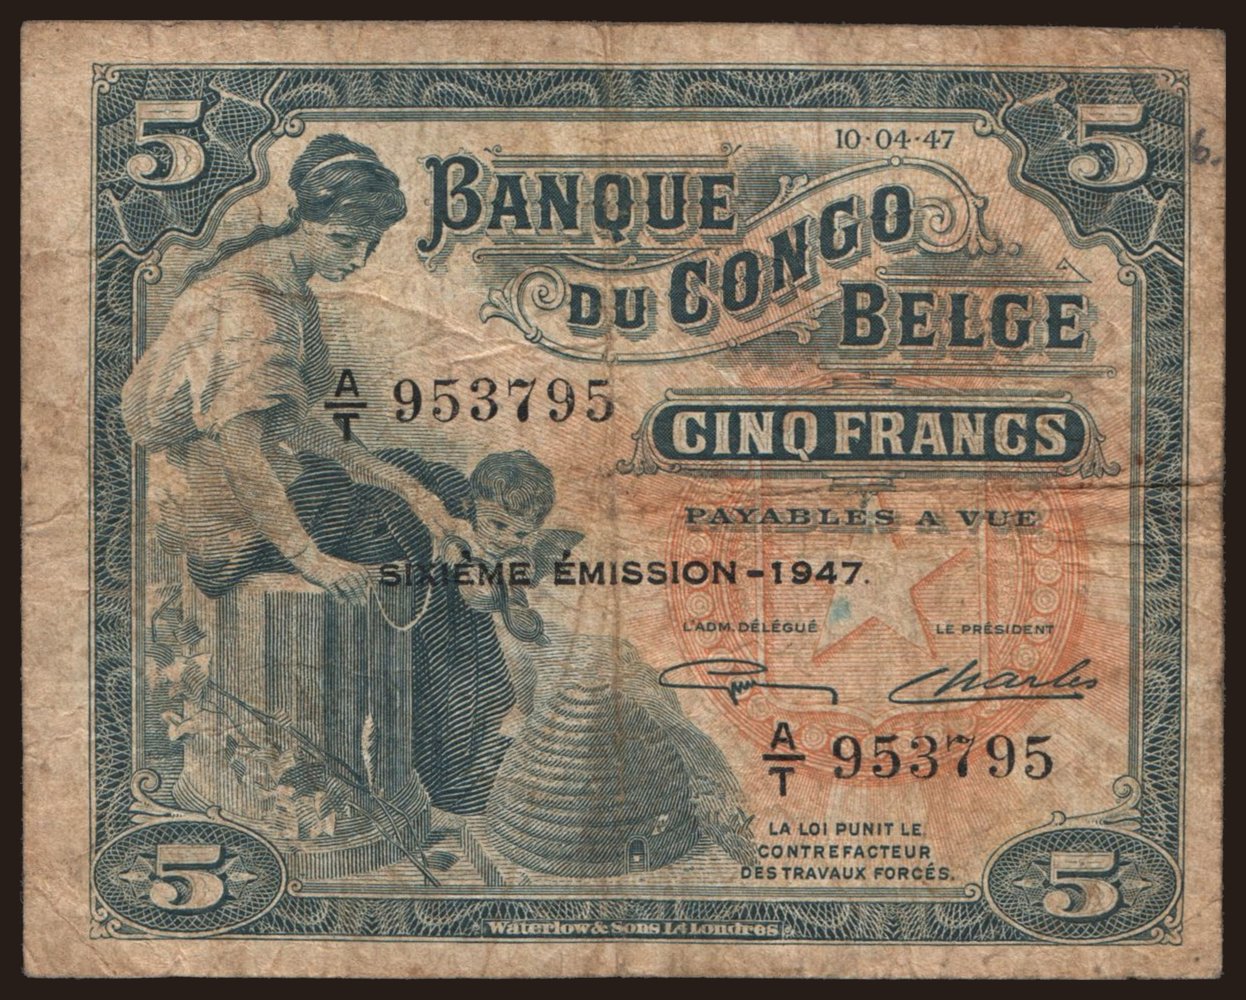 5 10-04-47 5
6.
BANQUE
DU CONGO
BELGE
A/T 953795
CINQ FRANCS
PAYABLES A VUE
SIXIÈME ÉMISSION-1947.
L'ADM. DÉLÉGUÉ LE PRÉSIDENT
Charles
A/T 953795
LA LOI PUNIT LE
CONTREFACTEUR
DES TRAVAUX FORCÉS.
5 5
Waterlow & Sons Ld Londres